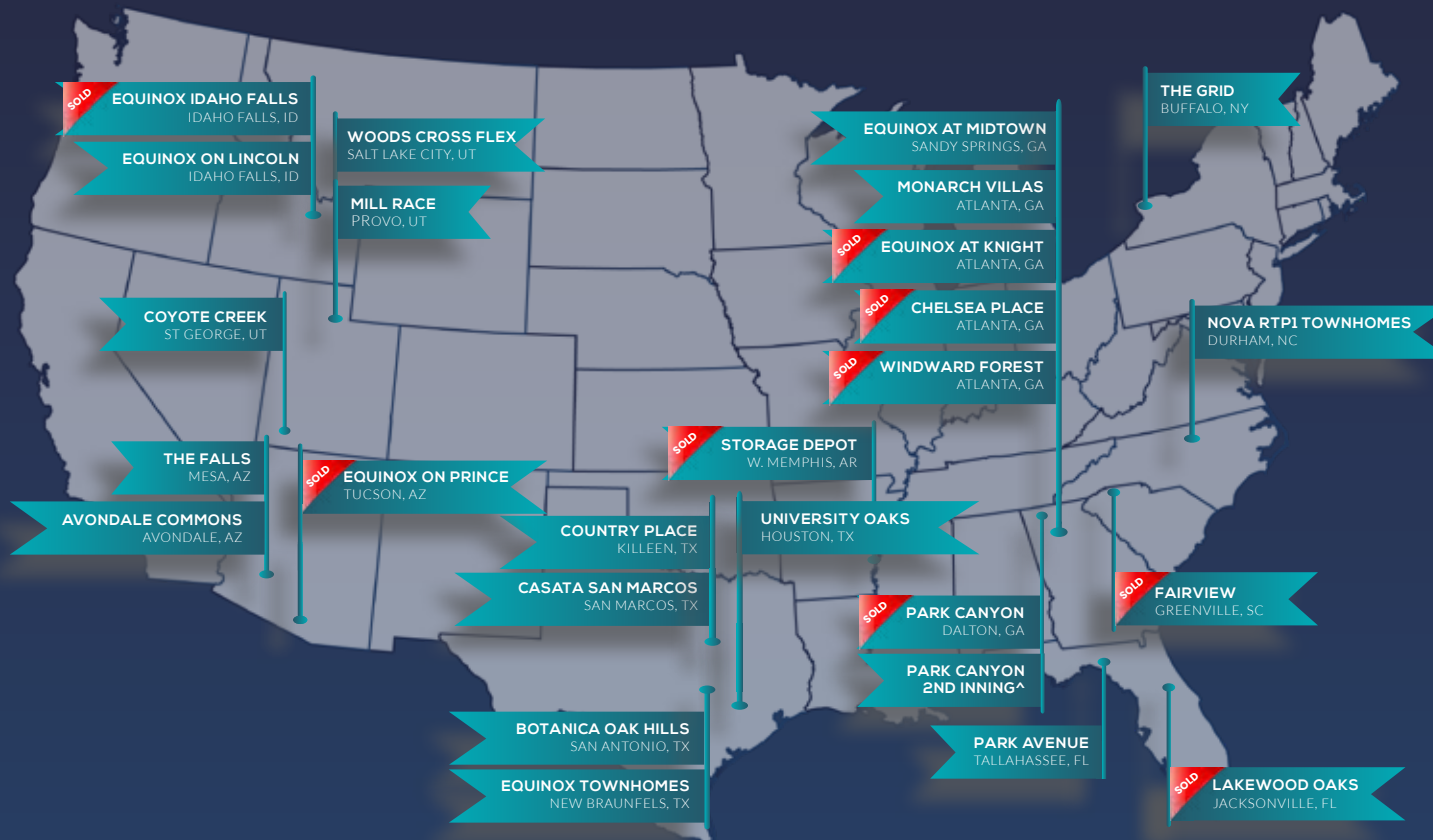 SOLD
EQUINOX IDAHO FALLS
IDAHO FALLS, ID
EQUINOX ON LINCOLN
IDAHO FALLS, ID
WOODS CROSS FLEX
SALT LAKE CITY, UT
MILL RACE
PROVO, UT
COYOTE CREEK
ST GEORGE, UT
THE FALLS
MESA, AZ
AVONDALE COMMONS
AVONDALE, AZ
SOLD
EQUINOX ON PRINCE
TUCSON, AZ
SOLD
STORAGE DEPOT
W. MEMPHIS, AR
COUNTRY PLACE
KILLEEN, TX
CASATA SAN MARCOS
SAN MARCOS, TX
UNIVERSITY OAKS
HOUSTON, TX
BOTANICA OAK HILLS
SAN ANTONIO, TX
EQUINOX TOWNHOMES
NEW BRAUNFELS, TX
EQUINOX AT MIDTOWN
SANDY SPRINGS, GA
MONARCH VILLAS
ATLANTA, GA
SOLD
EQUINOX AT KNIGHT
ATLANTA, GA
SOLD
CHELSEA PLACE
ATLANTA, GA
SOLD
WINDWARD FOREST
ATLANTA, GA
THE GRID
BUFFALO, NY
NOVA RTP1 TOWNHOMES
DURHAM, NC
SOLD
PARK CANYON
DALTON, GA
PARK CANYON
2ND INNING^
SOLD
FAIRVIEW
GREENVILLE, SC
PARK AVENUE
TALLAHASSEE, FL
SOLD
LAKEWOOD OAKS
JACKSONVILLE, FL